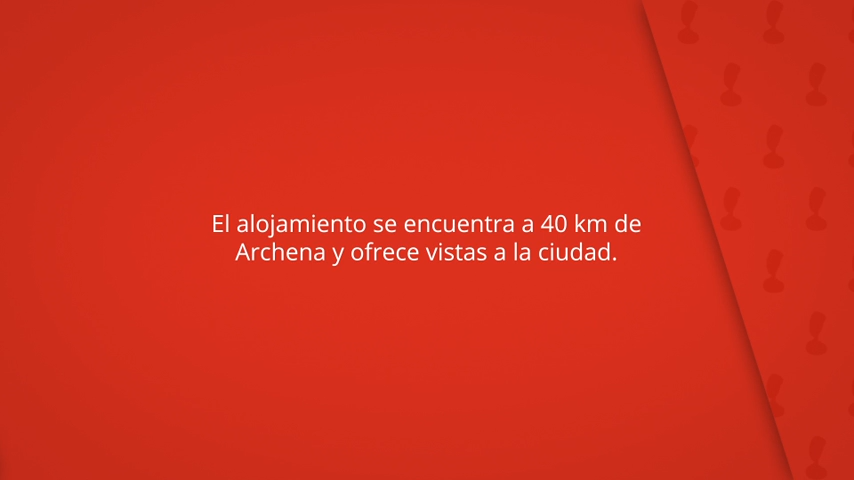 El alojamiento se encuentra a 40 km de
Archena y ofrece vistas a la ciudad.